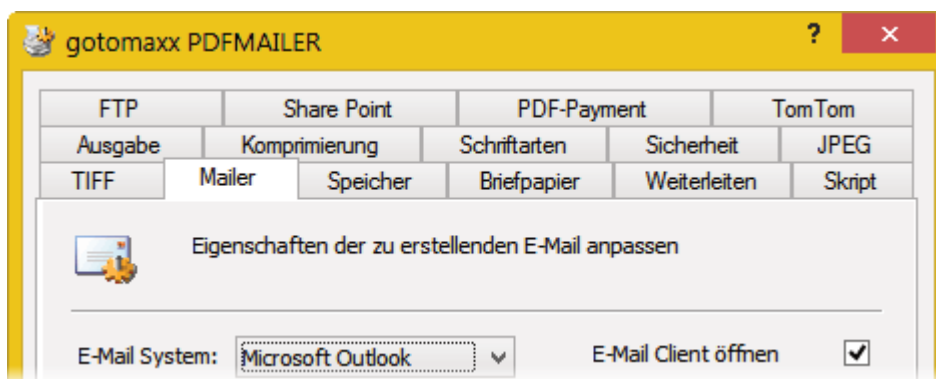 gotomaxx PDFMAILER ? ×
FTP Share Point PDF-Payment TomTom
Ausgabe Komprimierung Schriftarten Sicherheit JPEG
TIFF Mailer Speicher Briefpapier Weiterleiten Skript
Eigenschaften der zu erstellenden E-Mail anpassen
E-Mail System: Microsoft Outlook E-Mail Client öffnen